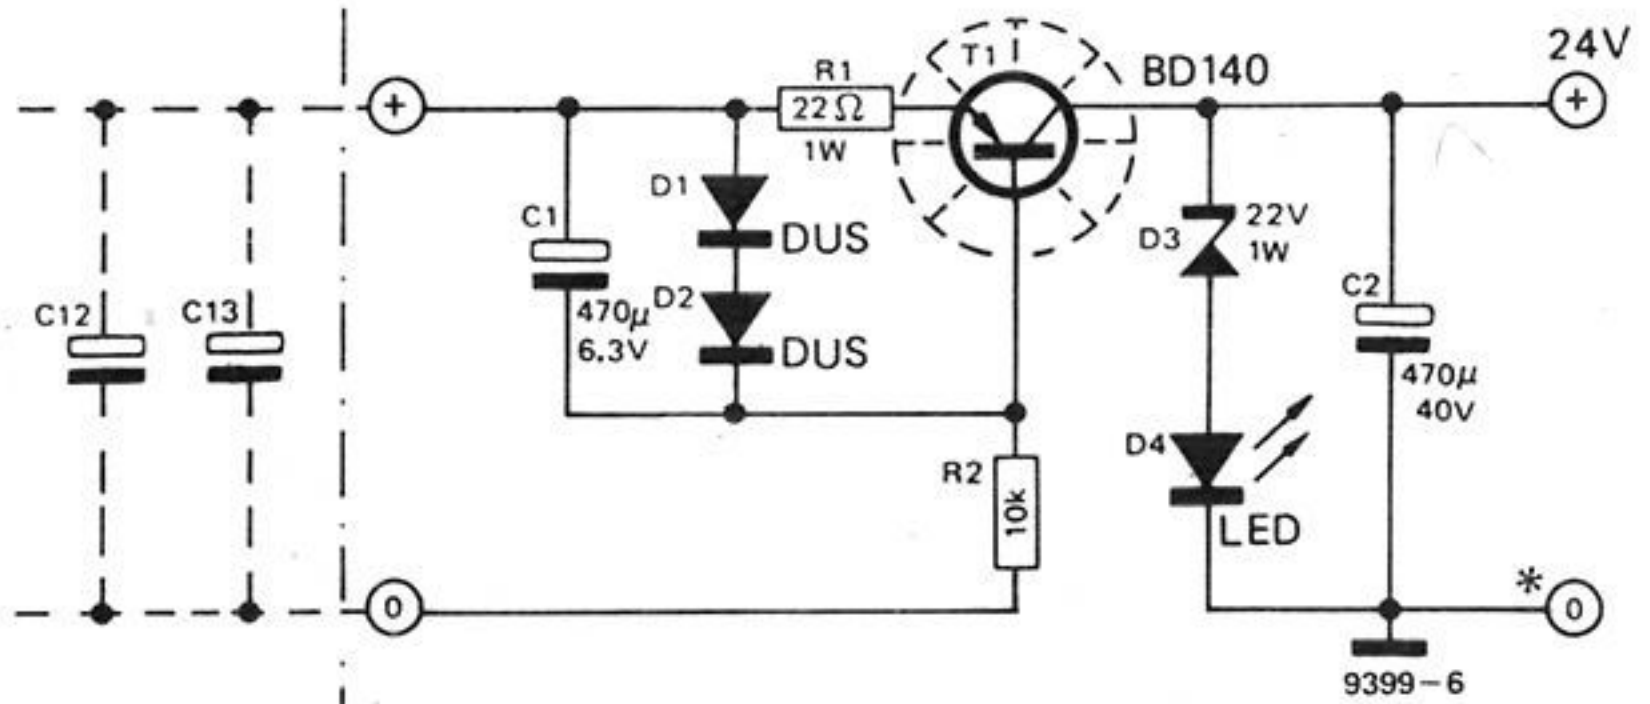 24V
T1
BD140
R1
+
22Ω
+
1W
D1
C1
DUS
22V
D3
1W
D2
470μ
6.3V
DUS
C12
C13
C2
470μ
40V
D4
R2
10k
LED
*
0
0
9399-6